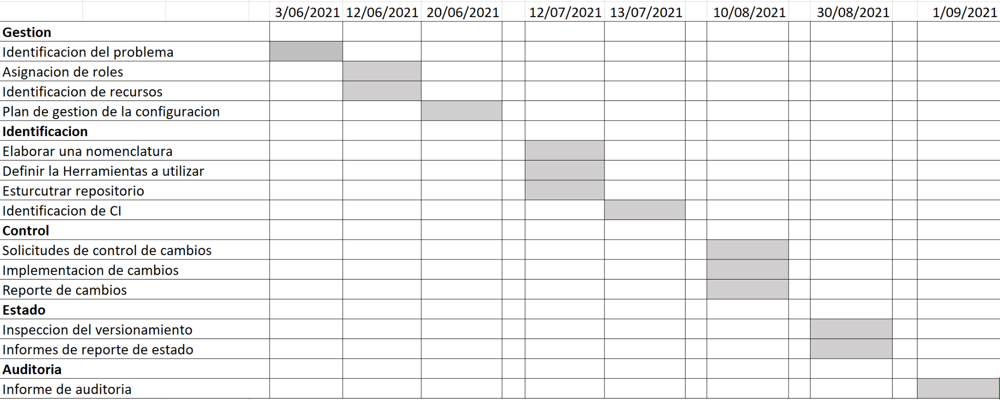 3/06/2021 12/06/2021 20/06/2021 12/07/2021 13/07/2021 10/08/2021 30/08/2021 1/09/2021
Gestion
Identificacion del problema
Asignacion de roles
Identificacion de recursos
Plan de gestion de la configuracion
Identificacion
Elaborar una nomenclatura
Definir la Herramientas a utilizar
Esturcutrar repositorio
Identificacion de CI
Control
Solicitudes de control de cambios
Implementacion de cambios
Reporte de cambios
Estado
Inspeccion del versionamiento
Informes de reporte de estado
Auditoria
Informe de auditoria